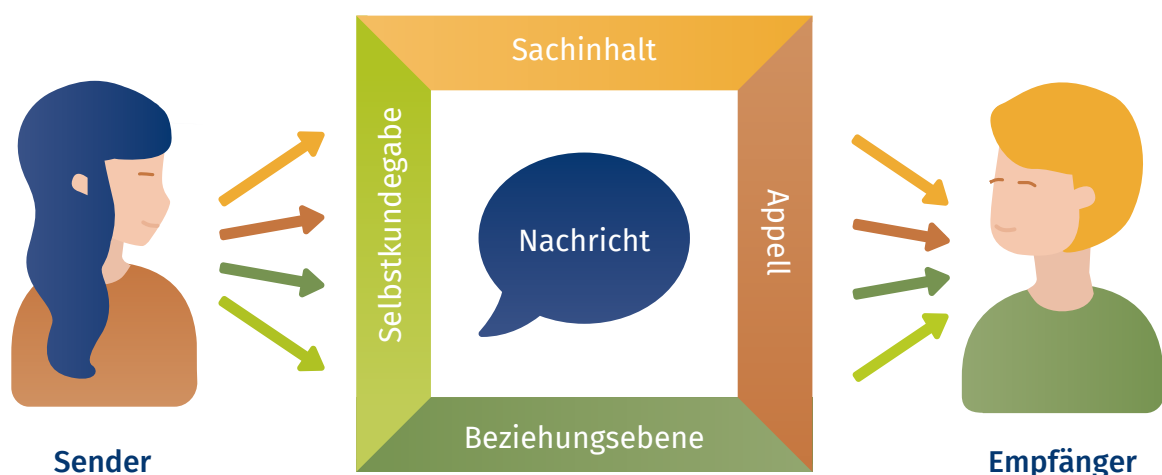 Sachinhalt
Selbstkundegabe
Nachricht
Appell
Beziehungsebene
Sender
Empfänger